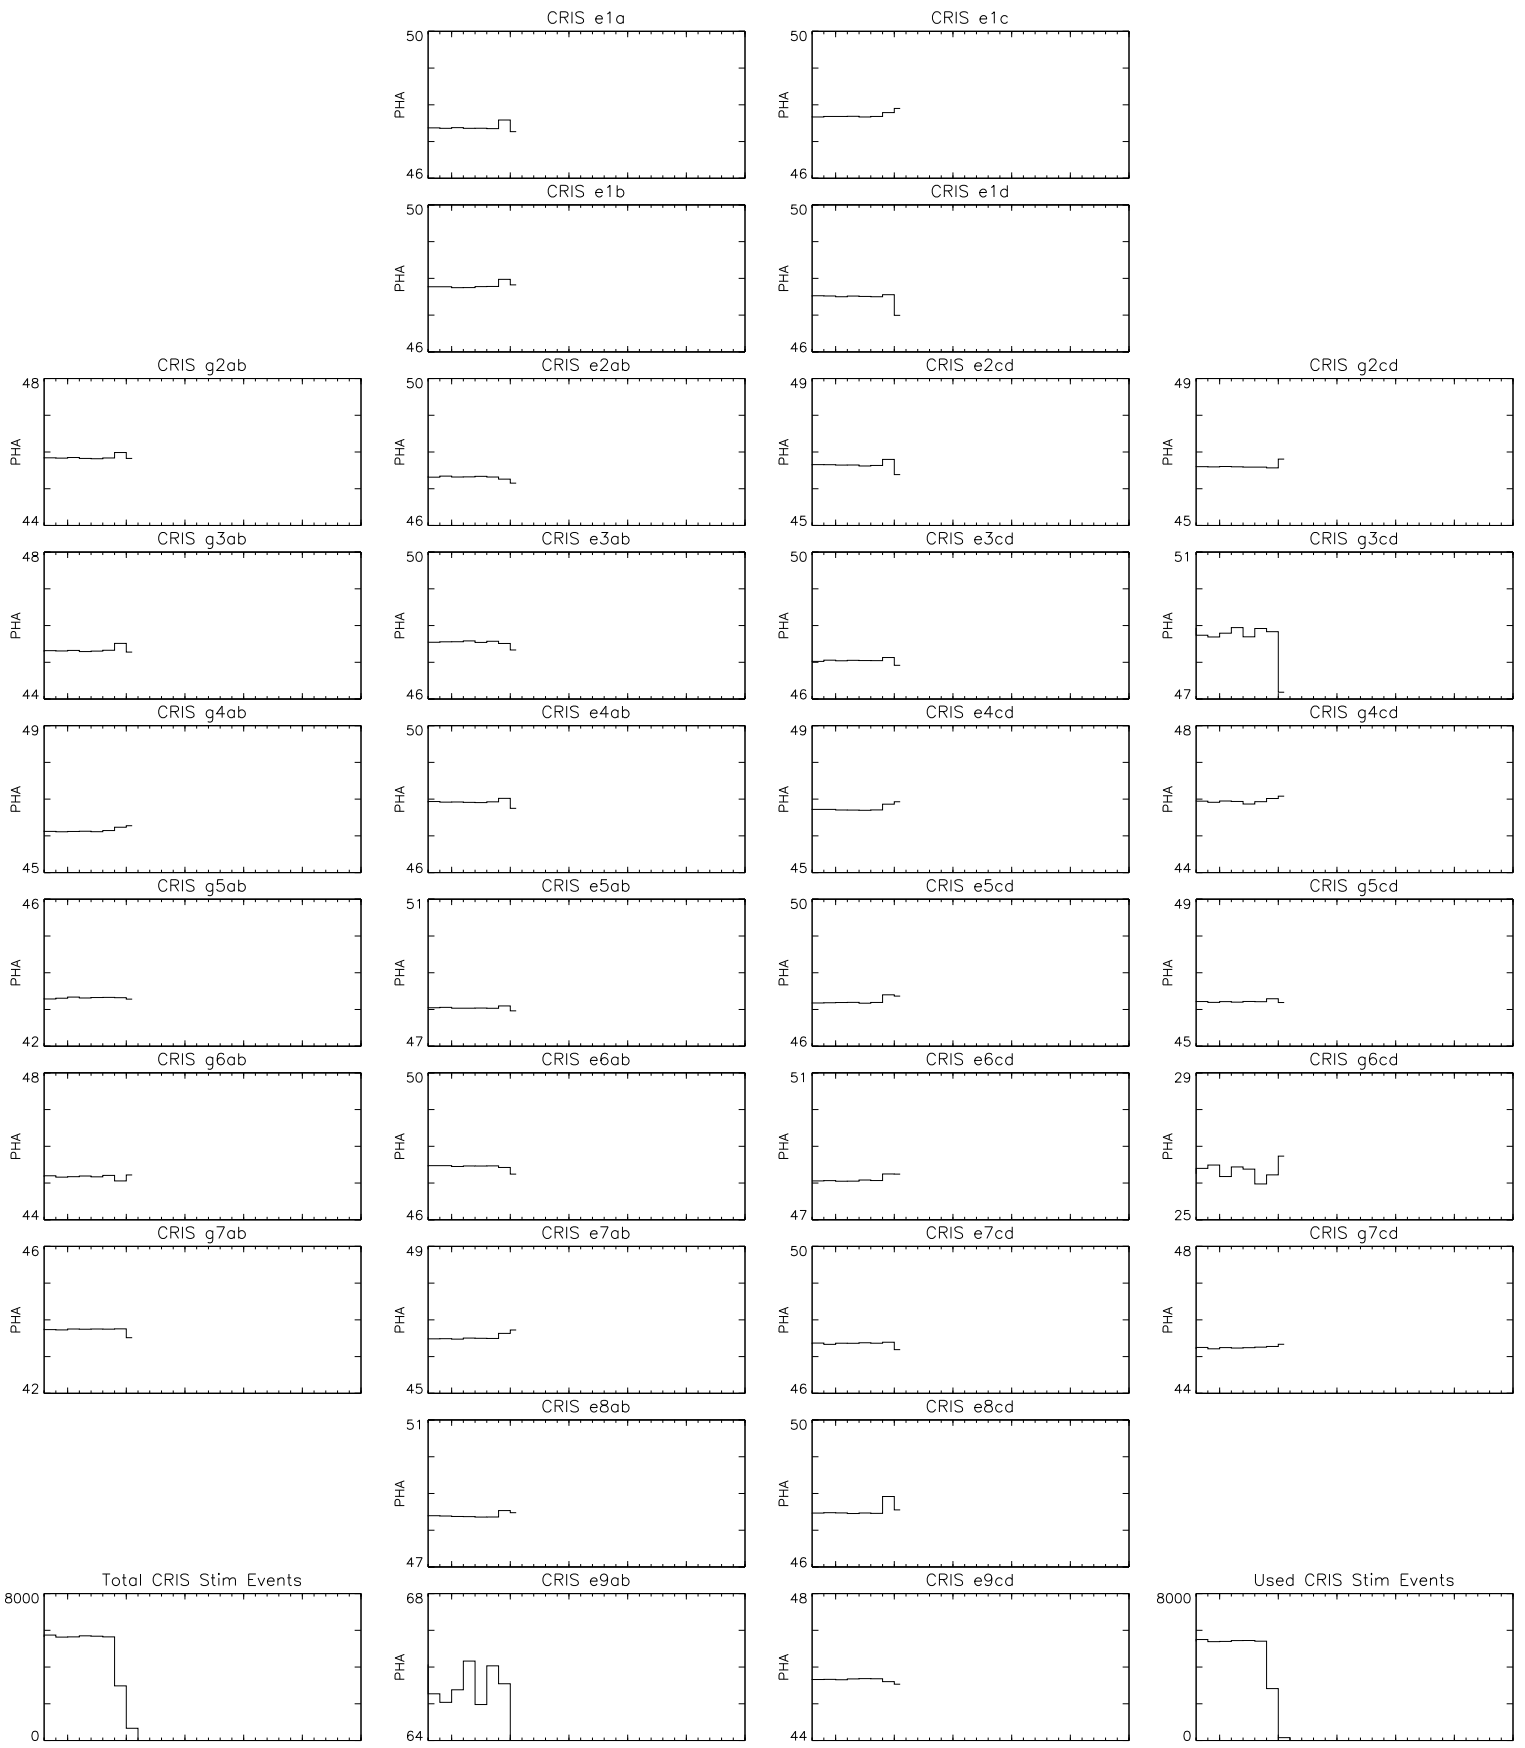 CRIS e1a
CRIS e1c
50
PHA
46
50
PHA
46
CRIS e1b
CRIS e1d
50
PHA
46
50
PHA
46
CRIS g2ab
CRIS e2ab
CRIS e2cd
CRIS g2cd
48
PHA
44
50
PHA
46
49
PHA
45
49
PHA
45
CRIS g3ab
CRIS e3ab
CRIS e3cd
CRIS g3cd
48
PHA
44
50
PHA
46
50
PHA
46
51
PHA
47
CRIS g4ab
CRIS e4ab
CRIS e4cd
CRIS g4cd
49
PHA
45
50
PHA
46
49
PHA
45
48
PHA
44
CRIS g5ab
CRIS e5ab
CRIS e5cd
CRIS g5cd
46
PHA
42
51
PHA
47
50
PHA
46
49
PHA
45
CRIS g6ab
CRIS e6ab
CRIS e6cd
CRIS g6cd
48
PHA
44
50
PHA
46
51
PHA
47
29
PHA
25
CRIS g7ab
CRIS e7ab
CRIS e7cd
CRIS g7cd
46
PHA
42
49
PHA
45
50
PHA
46
48
PHA
44
CRIS e8ab
CRIS e8cd
51
PHA
47
50
PHA
46
Total CRIS Stim Events
CRIS e9ab
CRIS e9cd
Used CRIS Stim Events
8000
0
68
PHA
64
48
PHA
44
8000
0